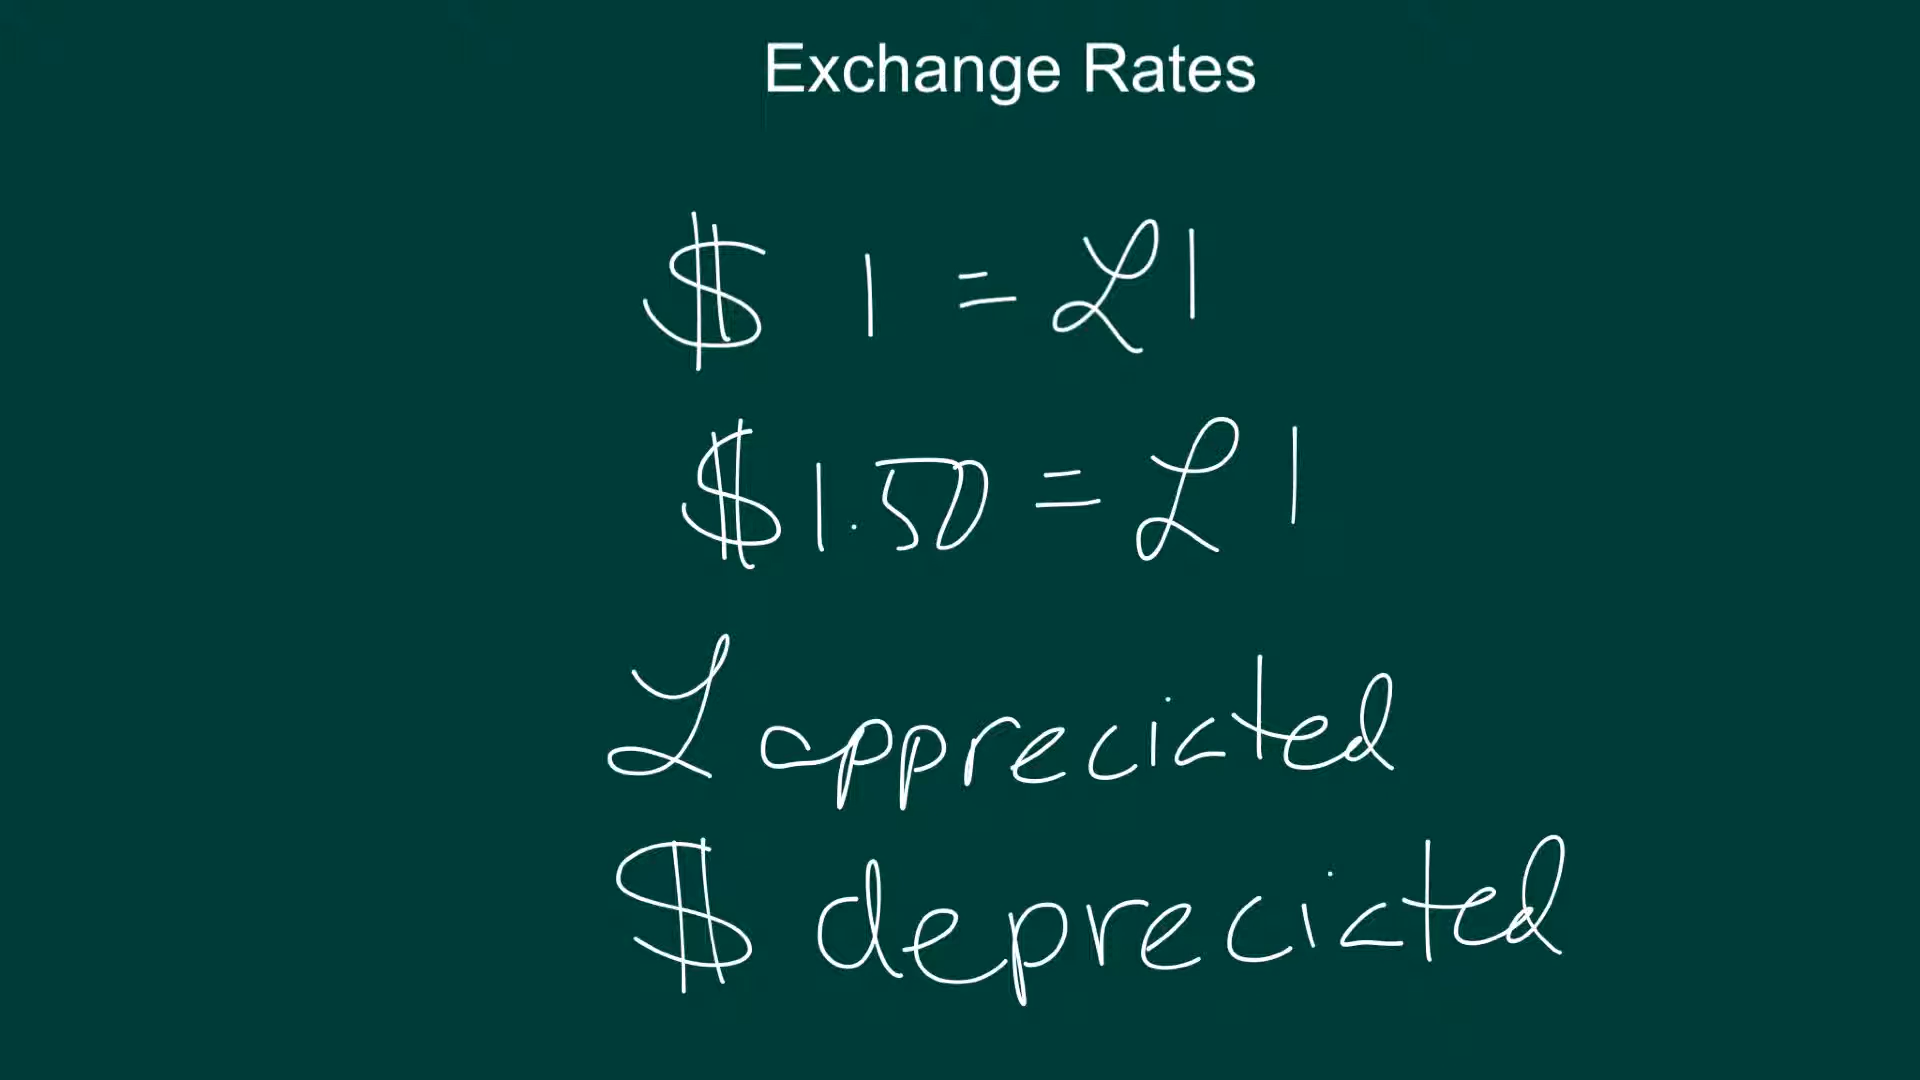 Exchange Rates
$ 1 = £1
$1.50 = £1
£ appreciated
$ depreciated